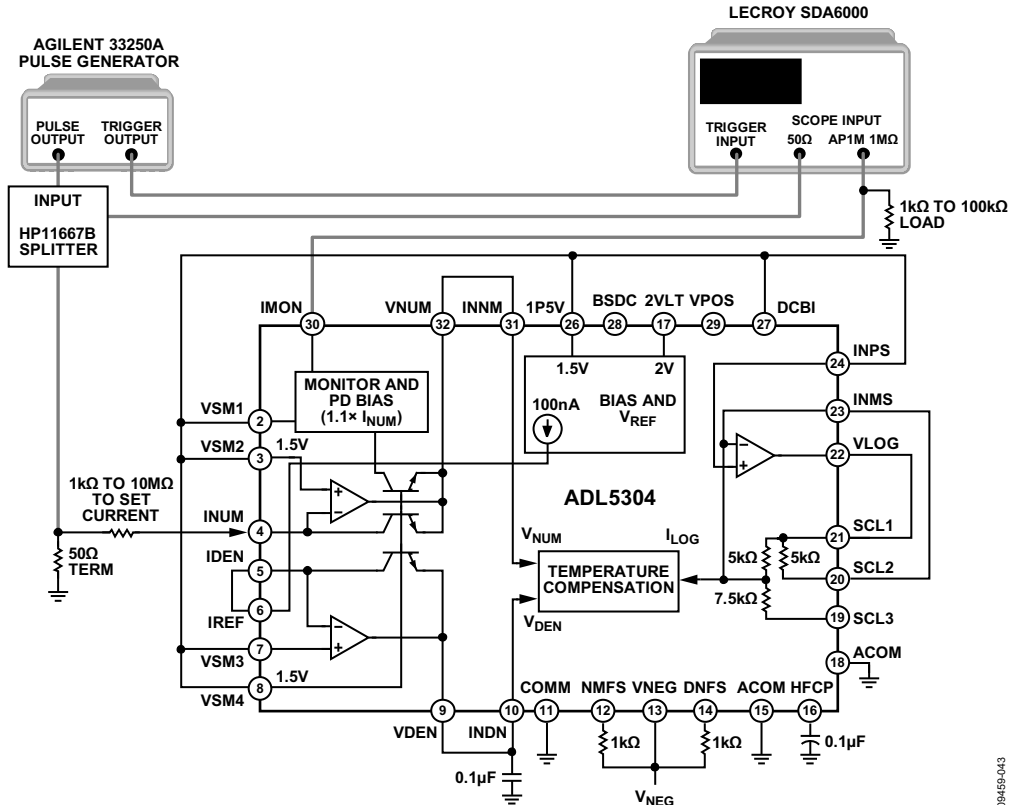 LECROY SDA6000
AGILENT 33250A
PULSE GENERATOR
PULSE
OUTPUT
TRIGGER
OUTPUT
TRIGGER
INPUT
SCOPE INPUT
50Ω
AP1M 1MΩ
INPUT
HP11667B
SPLITTER
1kΩ TO 100kΩ
LOAD
IMON
VNUM
INNM
1P5V
BSDC
2VLT
VPOS
DCBI
30
32
31
26
28
17
29
27
1.5V
2V
MONITOR AND
PD BIAS
(1.1× INUM)
100nA
BIAS AND
VREF
24
INPS
23
INMS
22
VLOG
VSM1
2
VSM2
3
1.5V
1kΩ TO 10MΩ
TO SET
CURRENT
INUM
4
50Ω
TERM
IDEN
5
6
IREF
7
VSM3
8
1.5V
VSM4
ADL5304
VNUM
ILOG
TEMPERATURE
COMPENSATION
VDEN
5kΩ
5kΩ
7.5kΩ
21
SCL1
20
SCL2
19
SCL3
18
ACOM
COMM
NMFS
VNEG
DNFS
ACOM
HFCP
9
10
11
12
13
14
15
16
VDEN
INDN
1kΩ
1kΩ
0.1µF
0.1µF
VNEG
09459-043